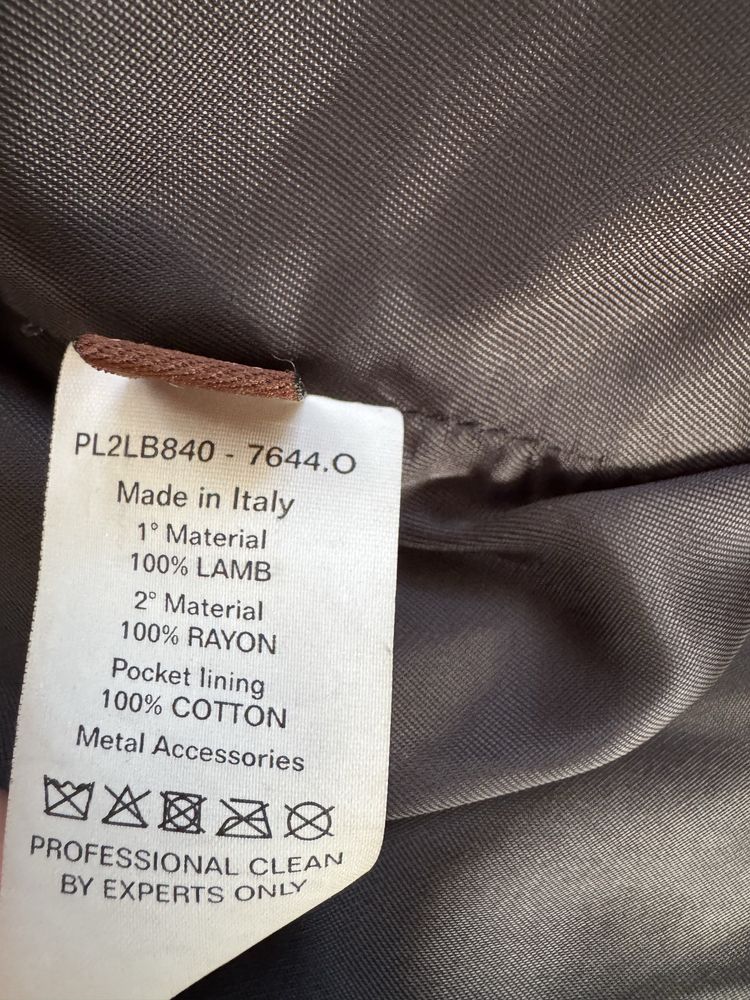 PL2LB840 - 7644.O
Made in Italy
1° Material
100% LAMB
2° Material
100% RAYON
Pocket lining
100% COTTON
Metal Accessories
PROFESSIONAL CLEAN
BY EXPERTS ONLY